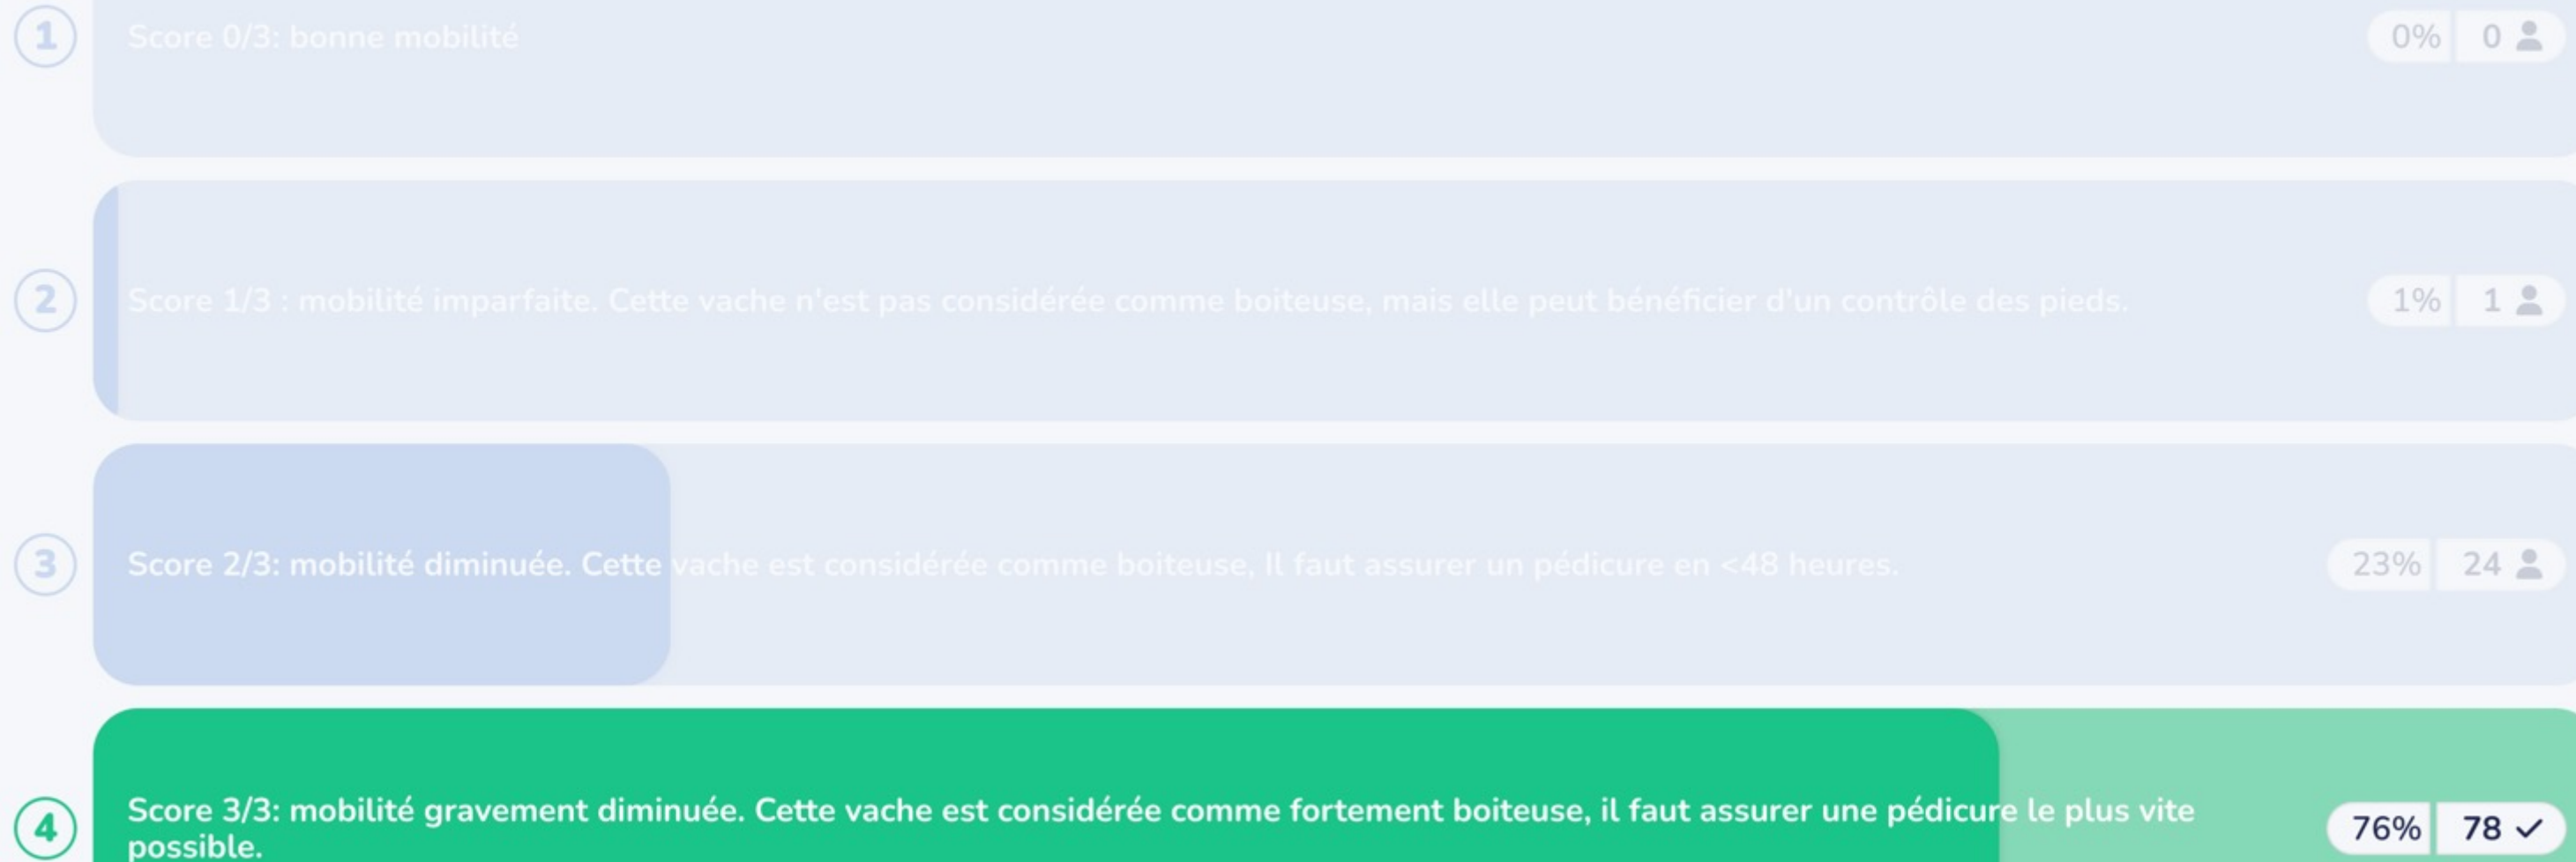 1
Score 0/3: bonne mobilité
0% 0
2
Score 1/3 : mobilité imparfaite. Cette vache n'est pas considérée comme boiteuse, mais elle peut bénéficier d'un contrôle des pieds.
1% 1
3
Score 2/3: mobilité diminuée. Cette vache est considérée comme boiteuse, Il faut assurer un pédicure en <48 heures.
23% 24
4
Score 3/3: mobilité gravement diminuée. Cette vache est considérée comme fortement boiteuse, il faut assurer une pédicure le plus vite
possible.
76% 78